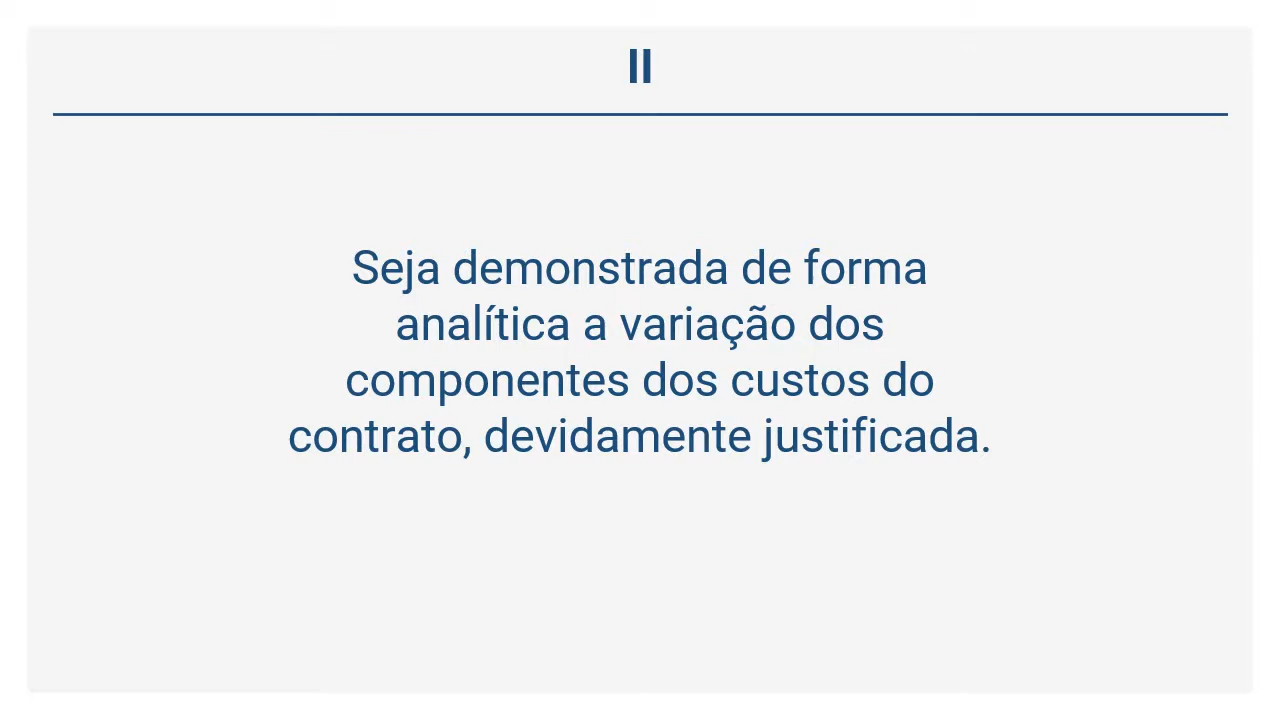 II
Seja demonstrada de forma
analítica a variação dos
componentes dos custos do
contrato, devidamente justificada.